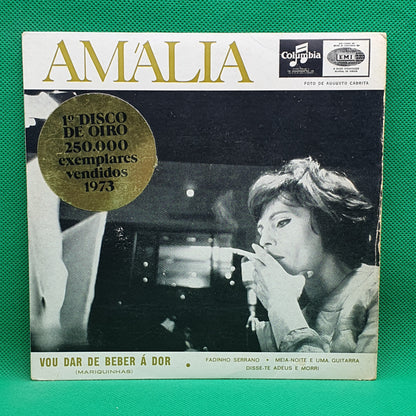 AMÁLIA
Columbia
EMI
FOTO DE AUGUSTO CABRITA
1º DISCO
DE OIRO
250.000
exemplares
vendidos
1973
VOU DAR DE BEBER Á DOR •
(MARIQUINHAS)
FADINHO SERRANO • MEIA-NOITE E UMA GUITARRA
DISSE-TE ADEUS E MORRI